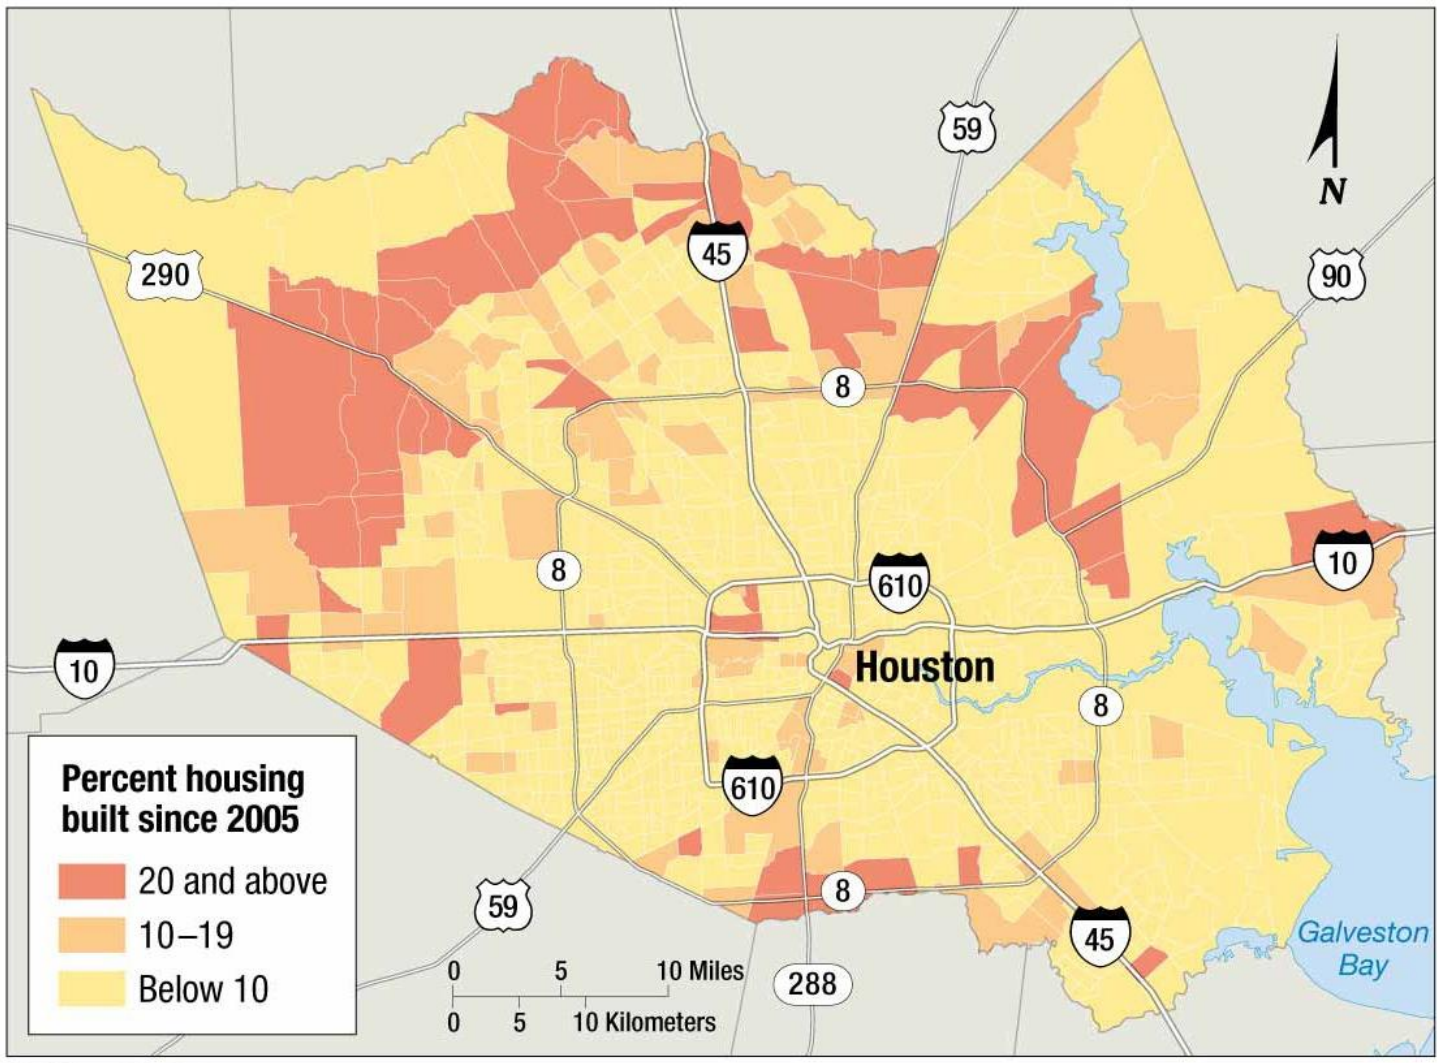 59
N
290
45
90
8
8
610
10
10
Houston
8
610
Percent housing
built since 2005
20 and above
10–19
Below 10
59
8
45
Galveston
Bay
0 5 10 Miles
0 5 10 Kilometers
288